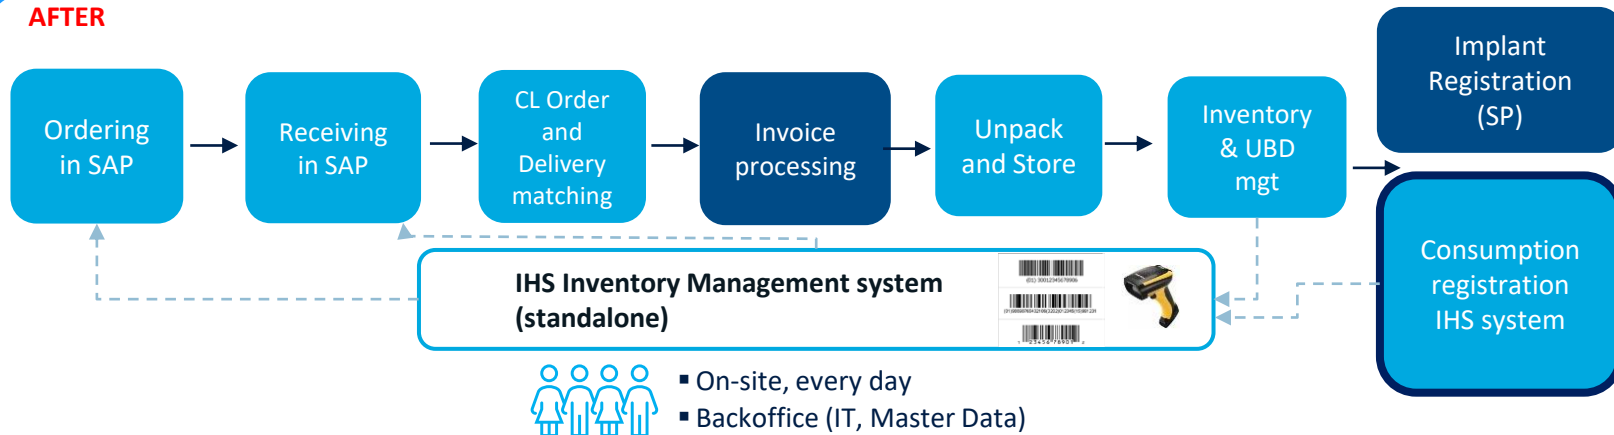 AFTER
Ordering
in SAP
Receiving
in SAP
CL Order
and
Delivery
matching
Invoice
processing
Unpack
and Store
Inventory
& UBD
mgt
Implant
Registration
(SP)
Consumption
registration
IHS system
IHS Inventory Management system
(standalone)
▪ On-site, every day
▪ Backoffice (IT, Master Data)